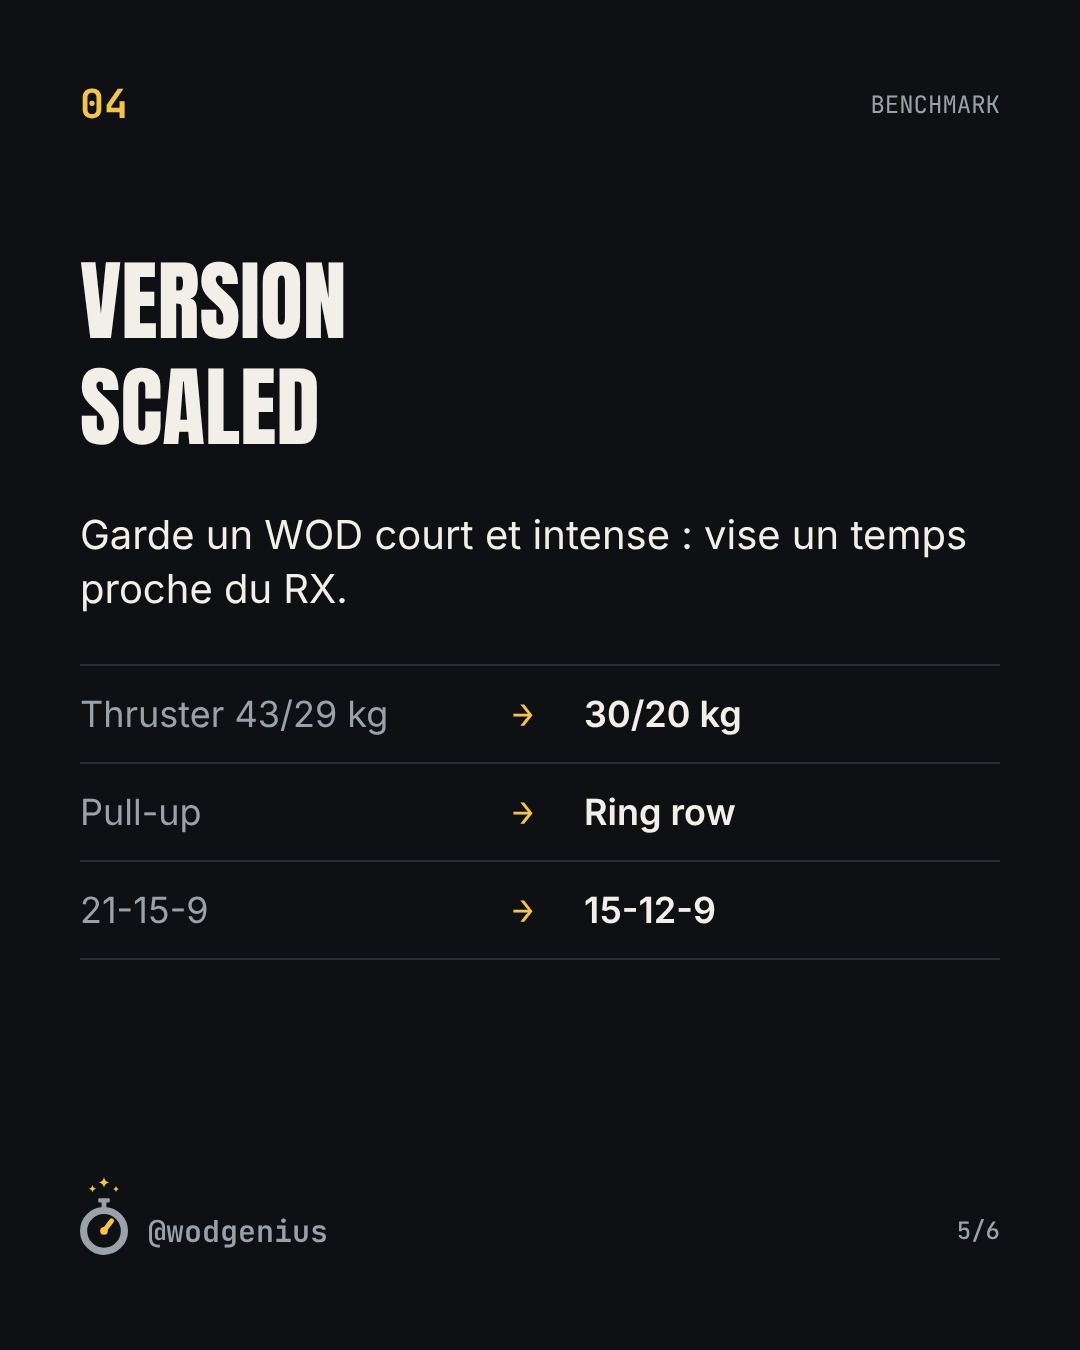 04
BENCHMARK
VERSION
SCALED
Garde un WOD court et intense : vise un temps
proche du RX.
Thruster 43/29 kg → 30/20 kg
Pull-up → Ring row
21-15-9 → 15-12-9
@wodgenius
5/6